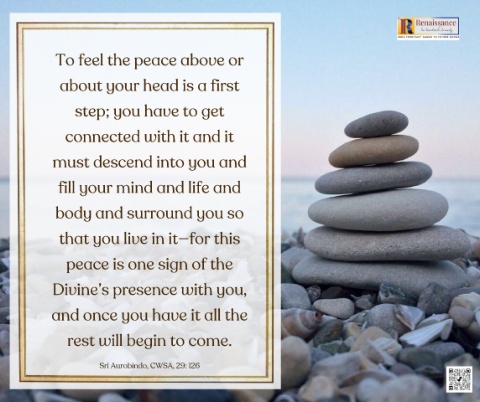 Renaissance
To feel the peace above or
about your head is a first
step; you have to get
connected with it and it
must descend into you and
fill your mind and life and
body and surround you so
that you live in it—for this
peace is one sign of the
Divine's presence with you,
and once you have it all the
rest will begin to come.
Sri Aurobindo, CWSA, 29: 126